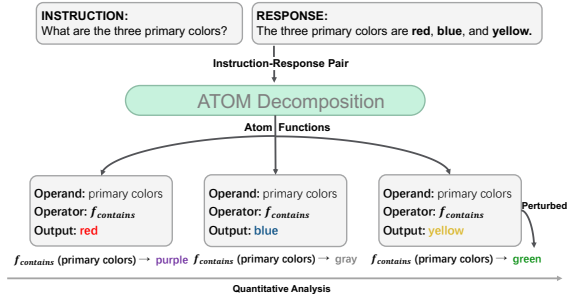 INSTRUCTION:
What are the three primary colors?
RESPONSE:
The three primary colors are red, blue, and yellow.
Instruction-Response Pair
ATOM Decomposition
Atom Functions
Operand: primary colors
Operator: f_contains
Output: red
Operand: primary colors
Operator: f_contains
Output: blue
Operand: primary colors
Operator: f_contains
Output: yellow
Perturbed
f_contains (primary colors) → purple
f_contains (primary colors) → gray
f_contains (primary colors) → green
Quantitative Analysis